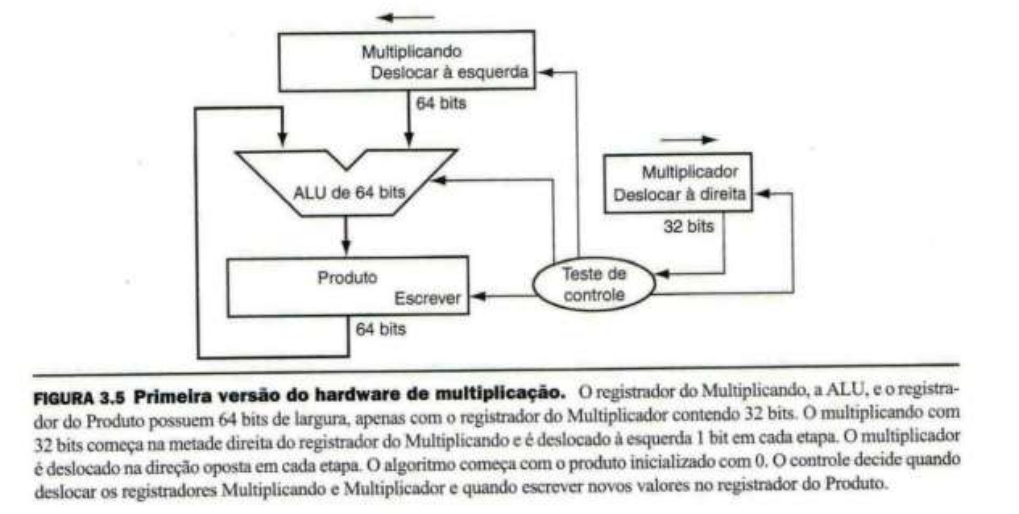 Multiplicando
Deslocar à esquerda
64 bits
Multiplicador
Deslocar à direita
32 bits
ALU de 64 bits
Teste de
controle
Produto
Escrever
64 bits
FIGURA 3.5 Primeira versão do hardware de multiplicação. O registrador do Multiplicando, a ALU, e o registra-
dor do Produto possuem 64 bits de largura, apenas com o registrador do Multiplicador contendo 32 bits. O multiplicando com
32 bits começa na metade direita do registrador do Multiplicando e é deslocado à esquerda 1 bit em cada etapa. O multiplicador
é deslocado na direção oposta em cada etapa. O algoritmo começa com o produto inicializado com 0. O controle decide quando
deslocar os registradores Multiplicando e Multiplicador e quando escrever novos valores no registrador do Produto.